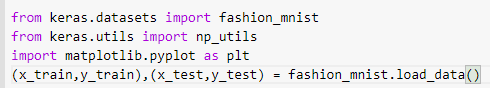 from keras.datasets import fashion_mnist
from keras.utils import np_utils
import matplotlib.pyplot as plt
(x_train,y_train),(x_test,y_test) = fashion_mnist.load_data()